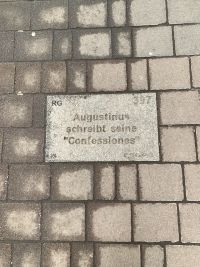 RG 397
Augustinus
schreibt seine
"Confessiones"